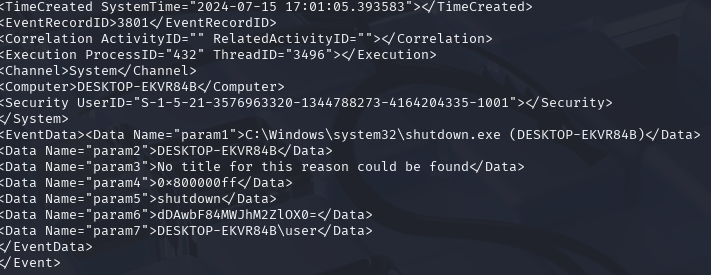 <TimeCreated SystemTime="2024-07-15 17:01:05.393583"></TimeCreated>
<EventRecordID>3801</EventRecordID>
<Correlation ActivityID="" RelatedActivityID=""></Correlation>
<Execution ProcessID="432" ThreadID="3496"></Execution>
<Channel>System</Channel>
<Computer>DESKTOP-EKVR84B</Computer>
<Security UserID="S-1-5-21-3576963320-1344788273-4164204335-1001"></Security>
</System>
<EventData><Data Name="param1">C:\Windows\system32\shutdown.exe (DESKTOP-EKVR84B)</Data>
<Data Name="param2">DESKTOP-EKVR84B</Data>
<Data Name="param3">No title for this reason could be found</Data>
<Data Name="param4">0x800000ff</Data>
<Data Name="param5">shutdown</Data>
<Data Name="param6">dDAwbF84MWJhM2ZlOX0=</Data>
<Data Name="param7">DESKTOP-EKVR84B\user</Data>
</EventData>
</Event>